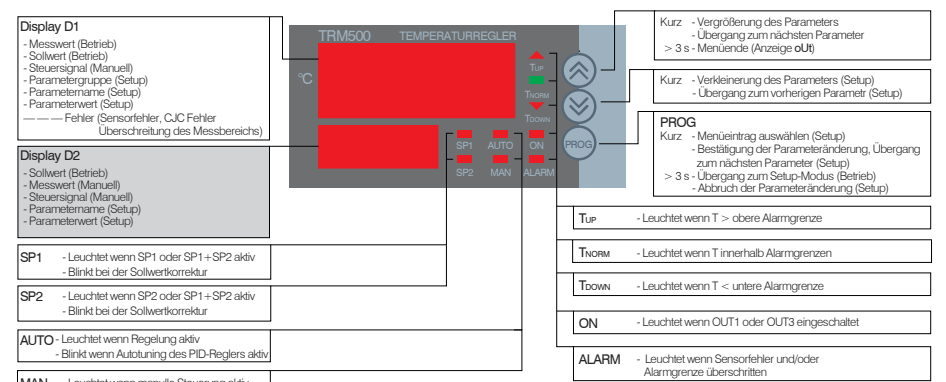 Display D1
- Messwert (Betrieb)
- Sollwert (Betrieb)
- Steuersignal (Manuell)
- Parametergruppe (Setup)
- Parametername (Setup)
- Parameterwert (Setup)
— — — Fehler (Sensorfehler, CJC Fehler
Überschreitung des Messbereichs)
Display D2
- Sollwert (Betrieb)
- Messwert (Manuell)
- Steuersignal (Manuell)
- Parametername (Setup)
- Parameterwert (Setup)
SP1 - Leuchtet wenn SP1 oder SP1+SP2 aktiv
- Blinkt bei der Sollwertkorrektur
SP2 - Leuchtet wenn SP2 oder SP1+SP2 aktiv
- Blinkt bei der Sollwertkorrektur
AUTO - Leuchtet wenn Regelung aktiv
- Blinkt wenn Autotuning des PID-Reglers aktiv
MAN - Leuchtet wenn manuelle Steuerung aktiv
TRM500 TEMPERATURREGLER
°C
TUP
TNORM
TDOWN
SP1 AUTO ON
SP2 MAN ALARM
PROG
Kurz - Vergrößerung des Parameters
- Übergang zum nächsten Parameter
> 3 s - Menüende (Anzeige oUt)
Kurz - Verkleinerung des Parameters (Setup)
- Übergang zum vorherigen Parametr (Setup)
PROG
Kurz - Menüeintrag auswählen (Setup)
- Bestätigung der Parameteränderung, Übergang
zum nächsten Parameter (Setup)
> 3 s - Übergang zum Setup-Modus (Betrieb)
- Abbruch der Parameteränderung (Setup)
TUP - Leuchtet wenn T > obere Alarmgrenze
TNORM - Leuchtet wenn T innerhalb Alarmgrenzen
TDOWN - Leuchtet wenn T < untere Alarmgrenze
ON - Leuchtet wenn OUT1 oder OUT3 eingeschaltet
ALARM - Leuchtet wenn Sensorfehler und/oder
Alarmgrenze überschritten